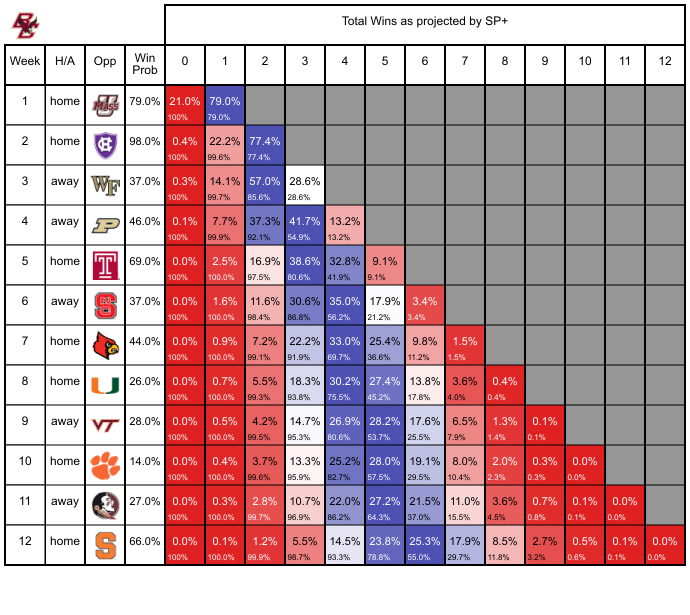 Total Wins as projected by SP+
Week H/A Opp Win Prob 0 1 2 3 4 5 6 7 8 9 10 11 12
1 home UMass 79.0% 21.0% 79.0%
100% 79.0%
2 home HC 98.0% 0.4% 22.2% 77.4%
100% 99.6% 77.4%
3 away WF 37.0% 0.3% 14.1% 57.0% 28.6%
100% 99.7% 85.6% 28.6%
4 away P 46.0% 0.1% 7.7% 37.3% 41.7% 13.2%
100% 99.9% 92.1% 54.9% 13.2%
5 home T 69.0% 0.0% 2.5% 16.9% 38.6% 32.8% 9.1%
100% 100.0% 97.5% 80.6% 41.9% 9.1%
6 away S 37.0% 0.0% 1.6% 11.6% 30.6% 35.0% 17.9% 3.4%
100% 100.0% 98.4% 86.8% 56.2% 21.2% 3.4%
7 home 44.0% 0.0% 0.9% 7.2% 22.2% 33.0% 25.4% 9.8% 1.5%
100% 100.0% 99.1% 91.9% 69.7% 36.6% 11.2% 1.5%
8 home U 26.0% 0.0% 0.7% 5.5% 18.3% 30.2% 27.4% 13.8% 3.6% 0.4%
100% 100.0% 99.3% 93.8% 75.5% 45.2% 17.8% 4.0% 0.4%
9 away VT 28.0% 0.0% 0.5% 4.2% 14.7% 26.9% 28.2% 17.6% 6.5% 1.3% 0.1%
100% 100.0% 99.5% 95.3% 80.6% 53.7% 25.5% 7.9% 1.4% 0.1%
10 home 14.0% 0.0% 0.4% 3.7% 13.3% 25.2% 28.0% 19.1% 8.0% 2.0% 0.3% 0.0%
100% 100.0% 99.6% 95.9% 82.7% 57.5% 29.5% 10.4% 2.3% 0.3% 0.0%
11 away 27.0% 0.0% 0.3% 2.8% 10.7% 22.0% 27.2% 21.5% 11.0% 3.6% 0.7% 0.1% 0.0%
100% 100.0% 99.7% 96.9% 86.2% 64.3% 37.0% 15.5% 4.5% 0.8% 0.1% 0.0%
12 home S 66.0% 0.0% 0.1% 1.2% 5.5% 14.5% 23.8% 25.3% 17.9% 8.5% 2.7% 0.5% 0.1% 0.0%
100% 100.0% 99.9% 98.7% 93.3% 78.8% 55.0% 29.7% 11.8% 3.2% 0.6% 0.1% 0.0%